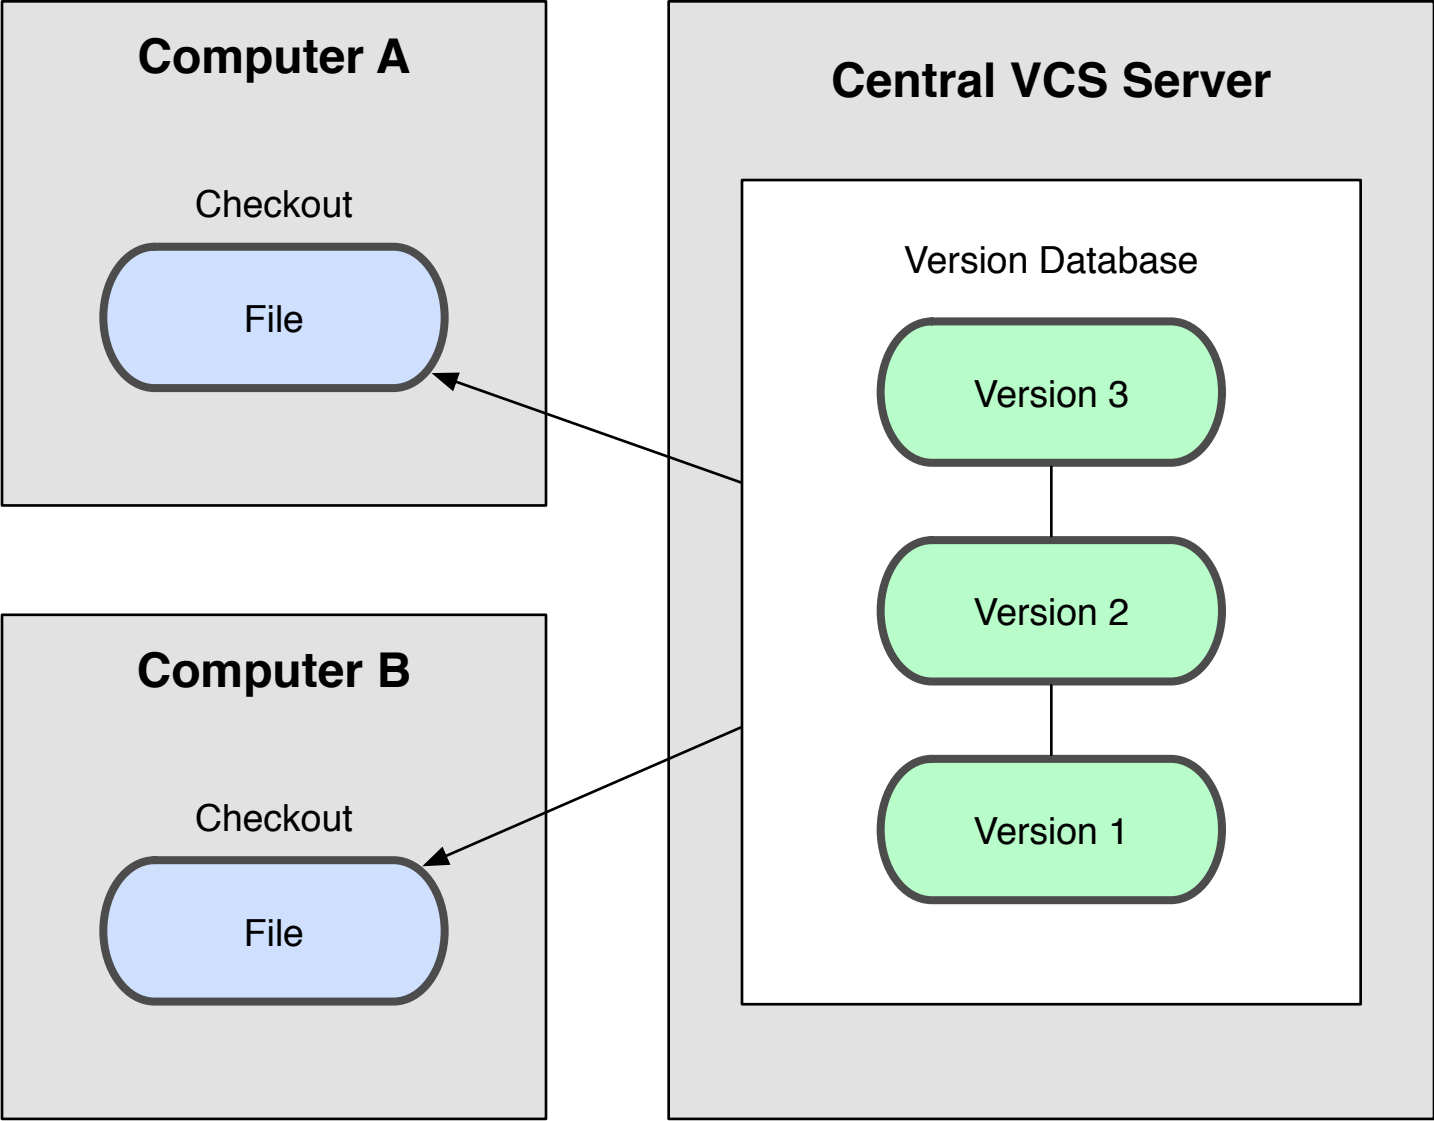 Computer A
Checkout
File
Computer B
Checkout
File
Central VCS Server
Version Database
Version 3
Version 2
Version 1